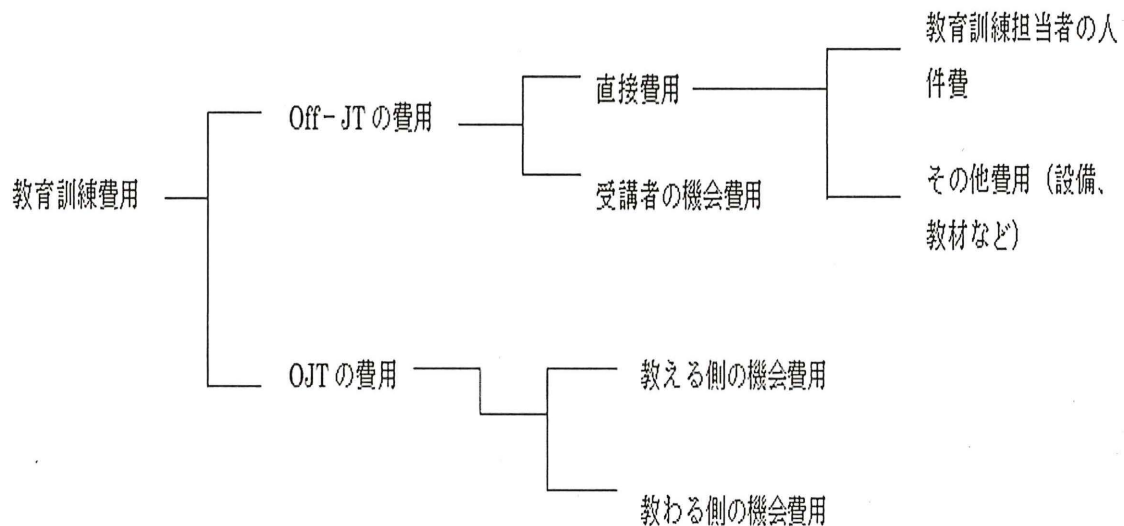 教育訓練費用
Off-JTの費用
直接費用
教育訓練担当者の人
件費
その他費用（設備、
教材など）
受講者の機会費用
OJTの費用
教える側の機会費用
教わる側の機会費用